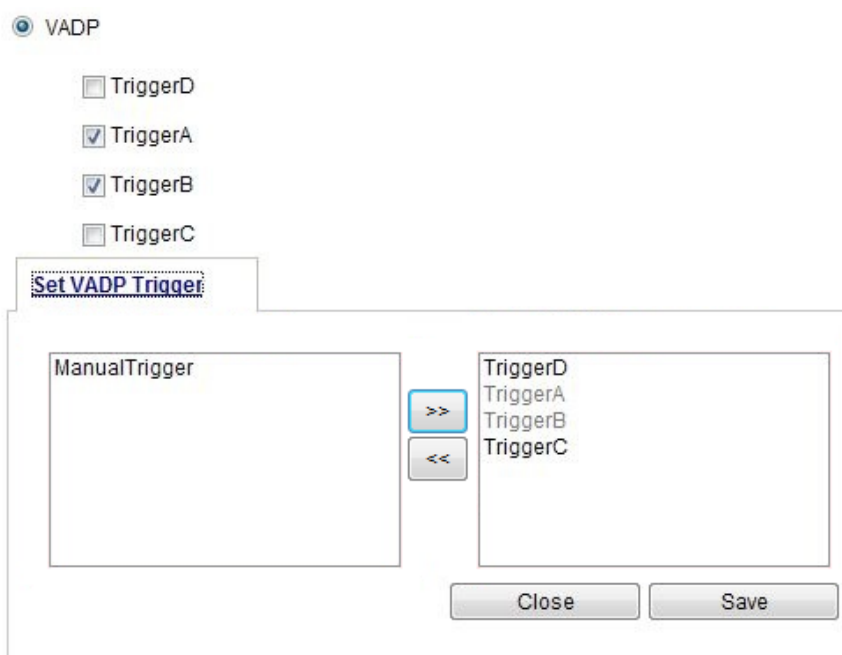 VADP
TriggerD
TriggerA
TriggerB
TriggerC
Set VADP Trigger
ManualTrigger
TriggerD
TriggerA
TriggerB
TriggerC
>>
<<
Close
Save